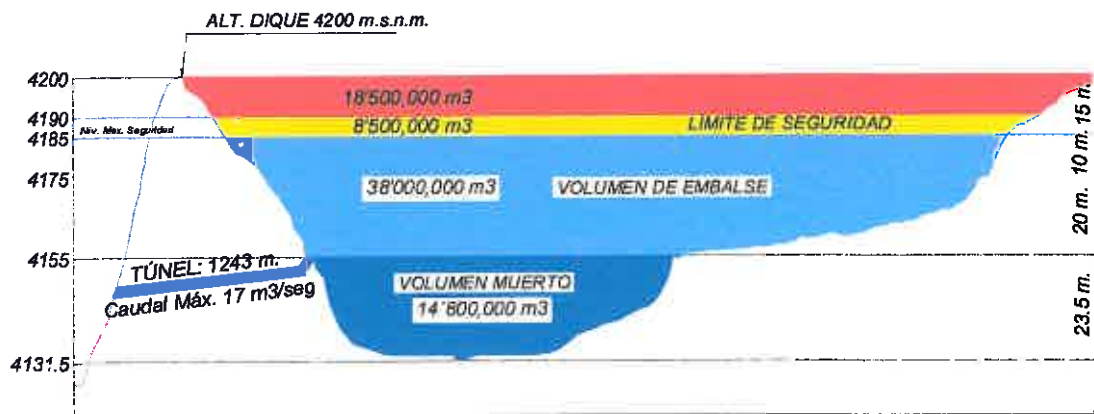 ALT. DIQUE 4200 m.s.n.m.
4200
18'500,000 m3
4190
Niv. Max. Seguridad
8'500,000 m3
LÍMITE DE SEGURIDAD
15 m.
4185
10 m.
4175
38'000,000 m3
VOLUMEN DE EMBALSE
20 m.
4155
TÚNEL: 1243 m.
Caudal Máx. 17 m3/seg
VOLUMEN MUERTO
14'600,000 m3
23.5 m.
4131.5